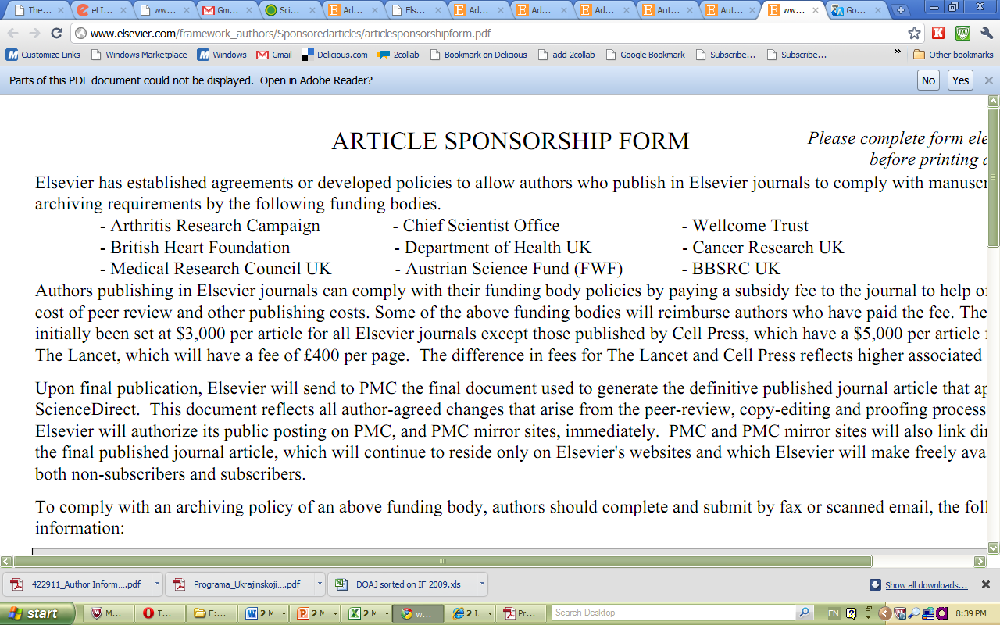 The...
eLI...
ww...
Gm...
Sci...
Ad...
Els...
Ad...
Ad...
Ad...
Aut...
Aut...
ww...
Go...
www.elsevier.com/framework_authors/Sponsoredarticles/articlesponsorshipform.pdf
Customize Links
Windows Marketplace
Windows
Gmail
Delicious.com
2collab
Bookmark on Delicious
add 2collab
Google Bookmark
Subscribe...
Subscribe...
Other bookmarks
Parts of this PDF document could not be displayed. Open in Adobe Reader?
No
Yes
ARTICLE SPONSORSHIP FORM
Please complete form ele
before printing
Elsevier has established agreements or developed policies to allow authors who publish in Elsevier journals to comply with manuscr
archiving requirements by the following funding bodies.
- Arthritis Research Campaign - Chief Scientist Office - Wellcome Trust
- British Heart Foundation - Department of Health UK - Cancer Research UK
- Medical Research Council UK - Austrian Science Fund (FWF) - BBSRC UK
Authors publishing in Elsevier journals can comply with their funding body policies by paying a subsidy fee to the journal to help o
cost of peer review and other publishing costs. Some of the above funding bodies will reimburse authors who have paid the fee. The
initially been set at $3,000 per article for all Elsevier journals except those published by Cell Press, which have a $5,000 per article
The Lancet, which will have a fee of £400 per page. The difference in fees for The Lancet and Cell Press reflects higher associated
Upon final publication, Elsevier will send to PMC the final document used to generate the definitive published journal article that ap
ScienceDirect. This document reflects all author-agreed changes that arise from the peer-review, copy-editing and proofing process
Elsevier will authorize its public posting on PMC, and PMC mirror sites, immediately. PMC and PMC mirror sites will also link di
the final published journal article, which will continue to reside only on Elsevier's websites and which Elsevier will make freely ava
both non-subscribers and subscribers.
To comply with an archiving policy of an above funding body, authors should complete and submit by fax or scanned email, the fol
information:
422911_Author Inform....pdf
Programa_Ukrajinskoji....pdf
DOAJ sorted on IF 2009.xls
Show all downloads...
start
M...
T...
E:...
2 M
2 M
2 M
w...
2 I
Pr...
Search Desktop
EN
8:39 PM